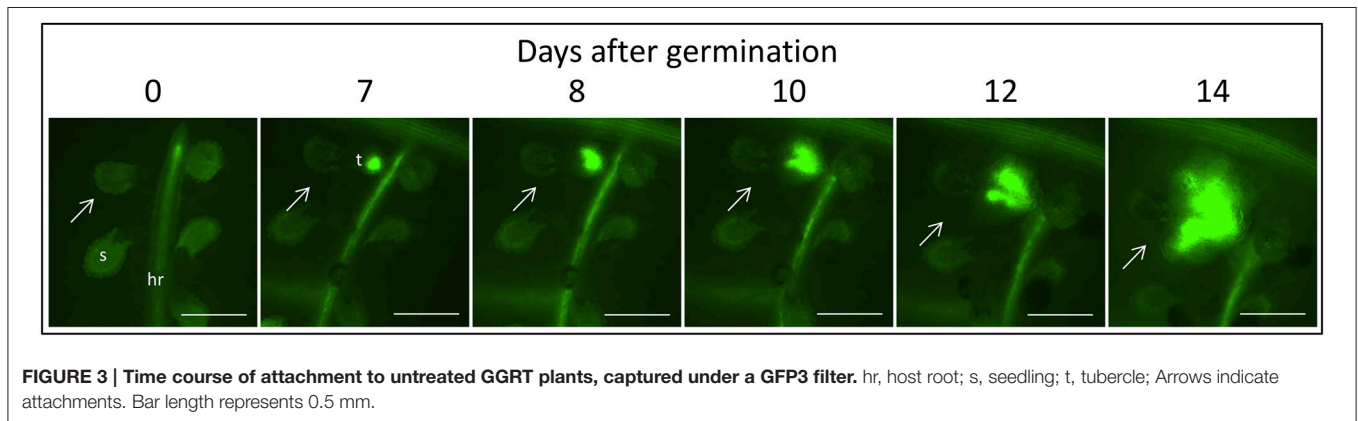 Days after germination
0 7 8 10 12 14
t
s
hr
FIGURE 3 | Time course of attachment to untreated GGRT plants, captured under a GFP3 filter. hr, host root; s, seedling; t, tubercle; Arrows indicate
attachments. Bar length represents 0.5 mm.